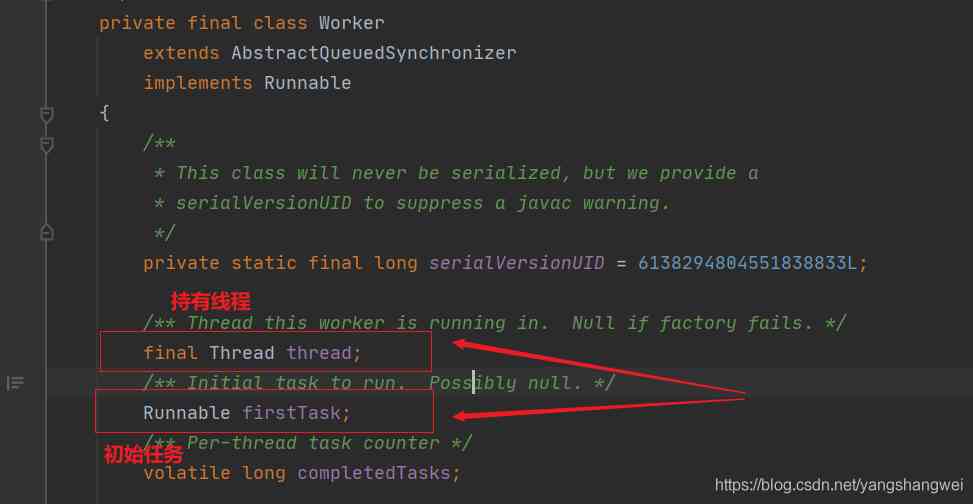 private final class Worker
extends AbstractQueuedSynchronizer
implements Runnable
{
/**
* This class will never be serialized, but we provide a
* serialVersionUID to suppress a javac warning.
*/
private static final long serialVersionUID = 6138294804551838833L;
持有线程
/** Thread this worker is running in.  Null if factory fails. */
final Thread thread;
/** Initial task to run.  Possibly null. */
Runnable firstTask;
/** Per-thread task counter */
初始任务
volatile long completedTasks;
https://blog.csdn.net/yangshangwei